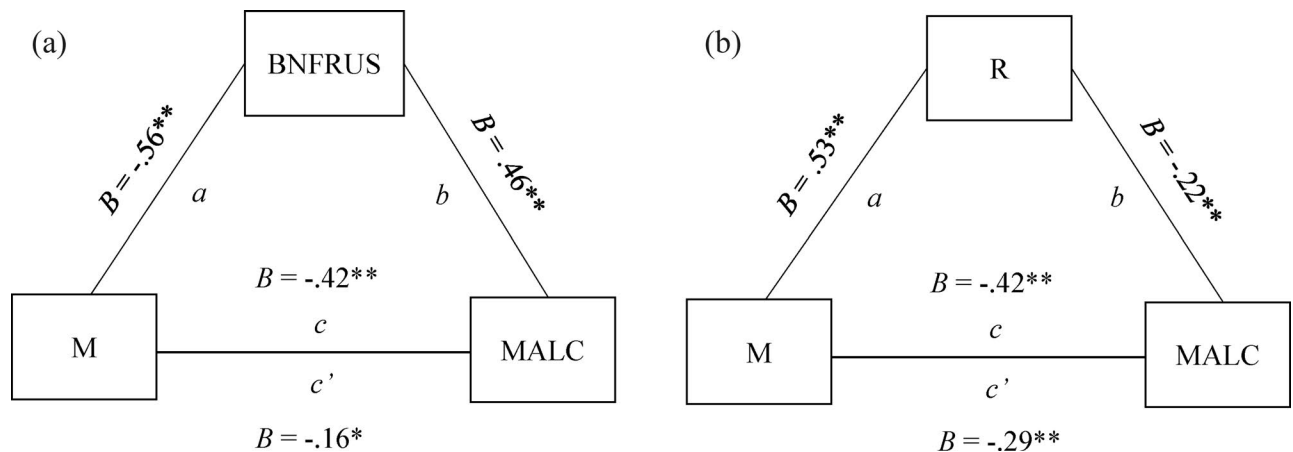 (a)
BNFRUS
B = -.56**
a
B = .46**
b
B = -.42**
M
c
MALC
c’
B = -.16*
(b)
R
B = .53**
a
B = -.22**
b
B = -.42**
M
c
MALC
c’
B = -.29**